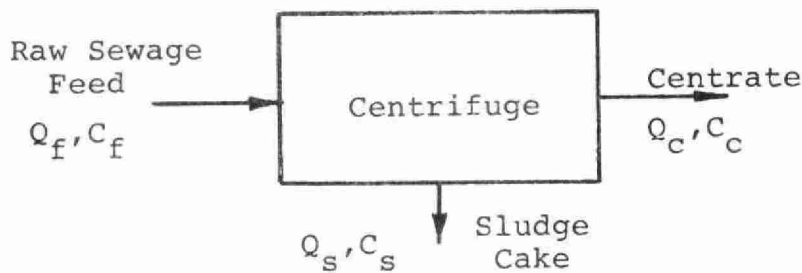 Raw Sewage
Feed
Q_f,C_f
Centrifuge
Centrate
Q_c,C_c
Q_s,C_s
Sludge
Cake